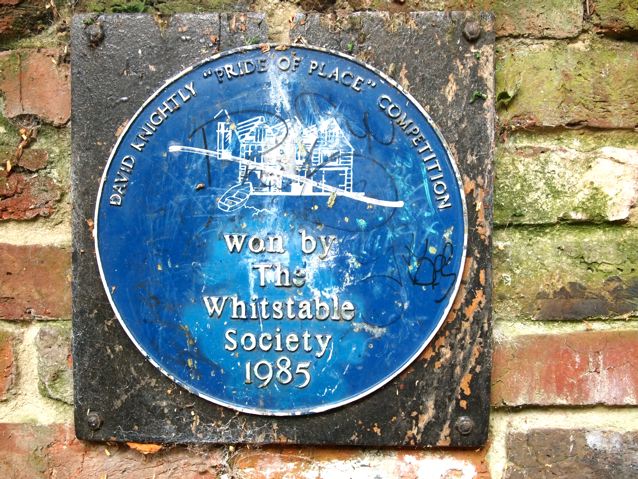 DAVID KNIGHTLY "PRIDE OF PLACE" COMPETITION
won by
The
Whitstable
Society
1985